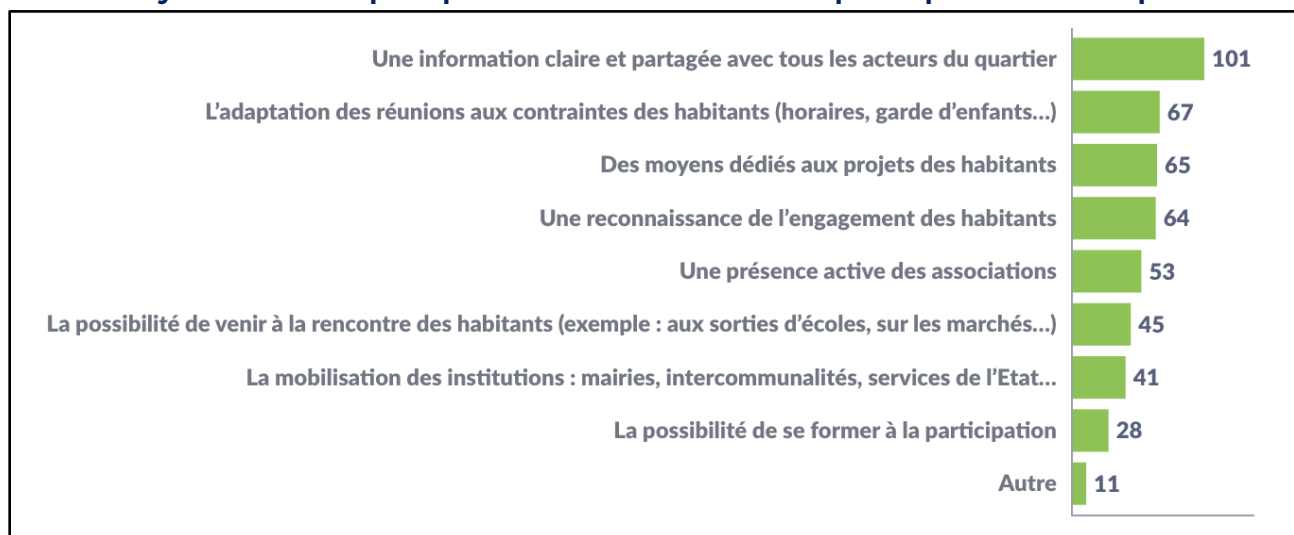 Une information claire et partagée avec tous les acteurs du quartier 101
L’adaptation des réunions aux contraintes des habitants (horaires, garde d’enfants...) 67
Des moyens dédiés aux projets des habitants 65
Une reconnaissance de l’engagement des habitants 64
Une présence active des associations 53
La possibilité de venir à la rencontre des habitants (exemple : aux sorties d’écoles, sur les marchés...) 45
La mobilisation des institutions : mairies, intercommunalités, services de l’Etat... 41
La possibilité de se former à la participation 28
Autre 11